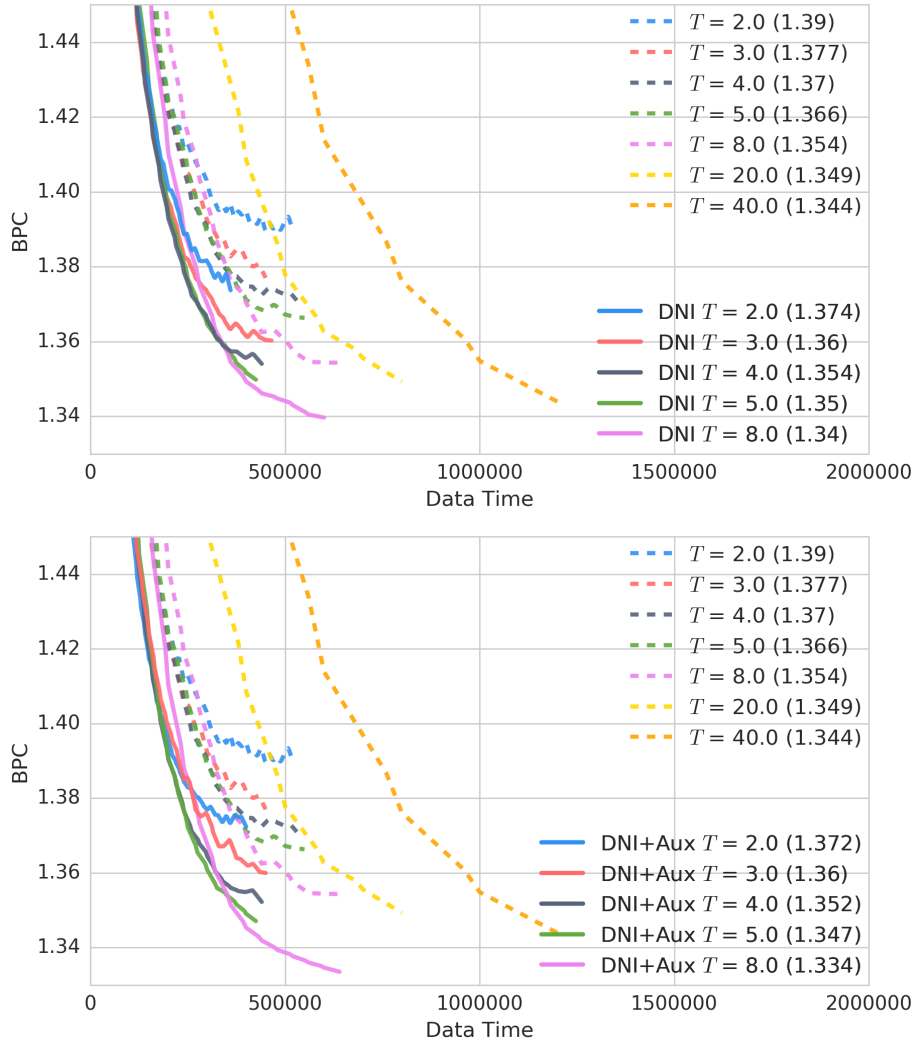 1.44
1.42
1.40
1.38
1.36
1.34
BPC
T = 2.0 (1.39)
T = 3.0 (1.377)
T = 4.0 (1.37)
T = 5.0 (1.366)
T = 8.0 (1.354)
T = 20.0 (1.349)
T = 40.0 (1.344)
DNI T = 2.0 (1.374)
DNI T = 3.0 (1.36)
DNI T = 4.0 (1.354)
DNI T = 5.0 (1.35)
DNI T = 8.0 (1.34)
0 500000 1000000 1500000 2000000
Data Time
1.44
1.42
1.40
1.38
1.36
1.34
BPC
T = 2.0 (1.39)
T = 3.0 (1.377)
T = 4.0 (1.37)
T = 5.0 (1.366)
T = 8.0 (1.354)
T = 20.0 (1.349)
T = 40.0 (1.344)
DNI+Aux T = 2.0 (1.372)
DNI+Aux T = 3.0 (1.36)
DNI+Aux T = 4.0 (1.352)
DNI+Aux T = 5.0 (1.347)
DNI+Aux T = 8.0 (1.334)
0 500000 1000000 1500000 2000000
Data Time